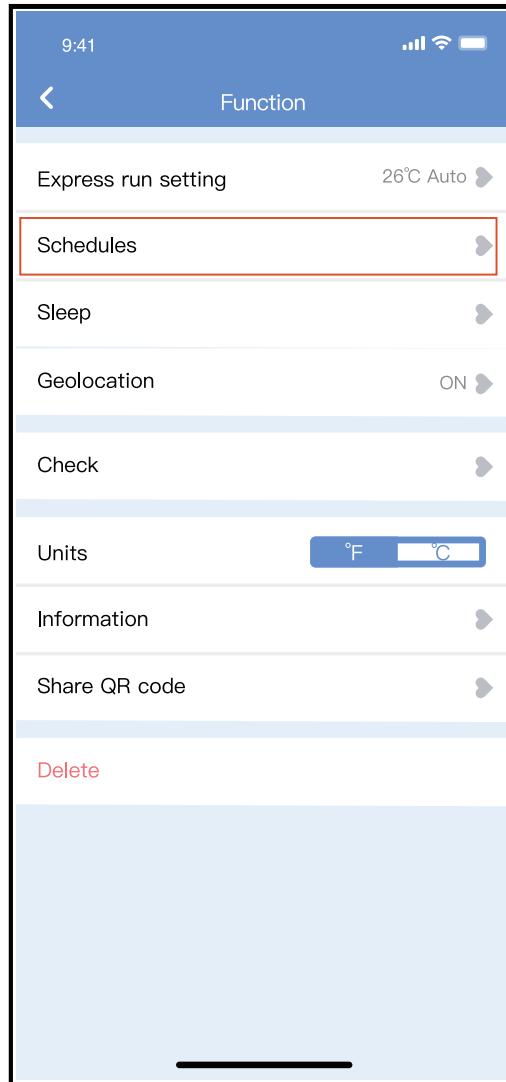 9:41
Function
Express run setting 26℃ Auto
Schedules
Sleep
Geolocation ON
Check
Units ℉ ℃
Information
Share QR code
Delete